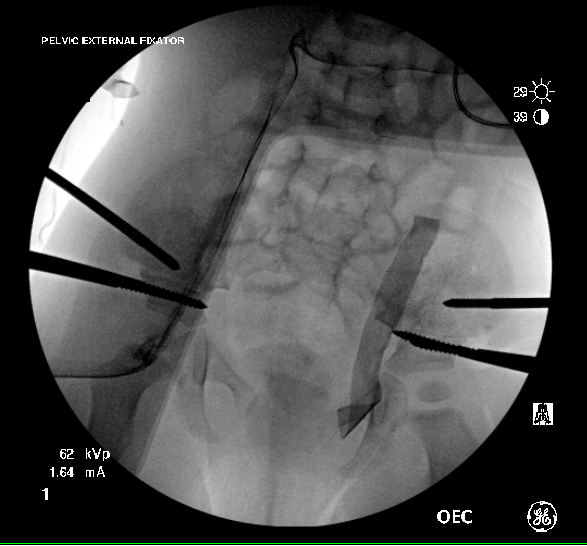 PELVIC EXTERNAL FIXATOR
29
39
62 kVp
1.64 mA
1
OEC
GE